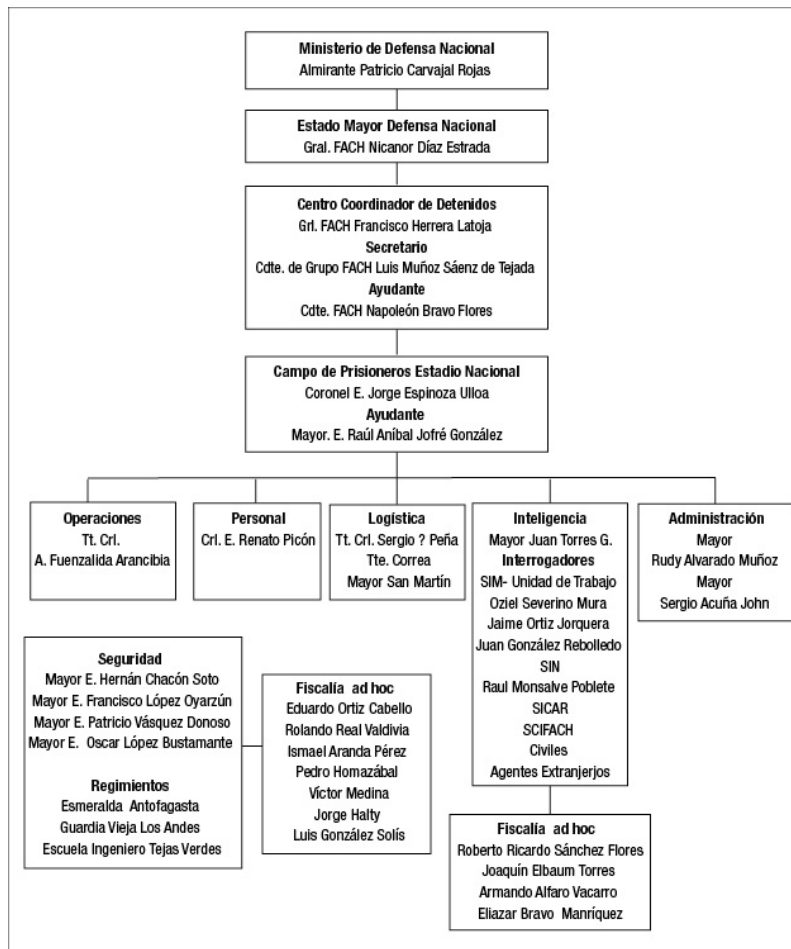 Ministerio de Defensa Nacional
Almirante Patricio Carvajal Rojas
Estado Mayor Defensa Nacional
Gral. FACH Nicanor Díaz Estrada
Centro Coordinador de Detenidos
Grl. FACH Francisco Herrera Latoja
Secretario
Cdte. de Grupo FACH Luis Muñoz Sáenz de Tejada
Ayudante
Cdte. FACH Napoleón Bravo Flores
Campo de Prisioneros Estadio Nacional
Coronel E. Jorge Espinoza Ulloa
Ayudante
Mayor. E. Raúl Aníbal Jofré González
Operaciones
Tt. Crl.
A. Fuenzalida Arancibia
Personal
Crl. E. Renato Picón
Logística
Tt. Crl. Sergio ? Peña
Tte. Correa
Mayor San Martín
Inteligencia
Mayor Juan Torres G.
Interrogadores
SIM- Unidad de Trabajo
Oziel Severino Mura
Jaime Ortiz Jorquera
Juan González Rebolledo
SIN
Raul Monsalve Poblete
SICAR
SCIFACH
Civiles
Agentes Extranjerjos
Administración
Mayor
Rudy Alvarado Muñoz
Mayor
Sergio Acuña John
Seguridad
Mayor E. Hernán Chacón Soto
Mayor E. Francisco López Oyarzún
Mayor E. Patricio Vásquez Donoso
Mayor E. Oscar López Bustamante
Regimientos
Esmeralda Antofagasta
Guardia Vieja Los Andes
Escuela Ingeniero Tejas Verdes
Fiscalía ad hoc
Eduardo Ortiz Cabello
Rolando Real Valdivia
Ismael Aranda Pérez
Pedro Homazábal
Víctor Medina
Jorge Halty
Luis González Solís
Fiscalía ad hoc
Roberto Ricardo Sánchez Flores
Joaquín Elbaum Torres
Armando Alfaro Vacarro
Eliazar Bravo Manríquez